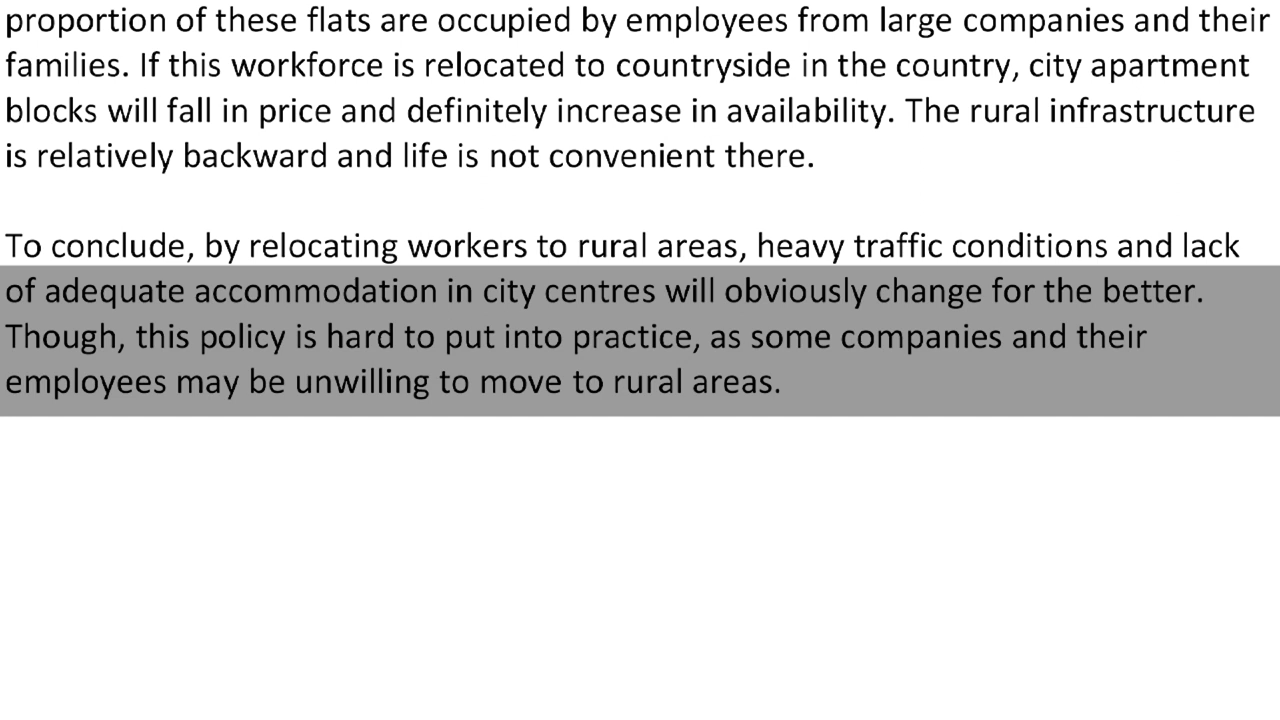 proportion of these flats are occupied by employees from large companies and their
families. If this workforce is relocated to countryside in the country, city apartment
blocks will fall in price and definitely increase in availability. The rural infrastructure
is relatively backward and life is not convenient there.
To conclude, by relocating workers to rural areas, heavy traffic conditions and lack
of adequate accommodation in city centres will obviously change for the better.
Though, this policy is hard to put into practice, as some companies and their
employees may be unwilling to move to rural areas.